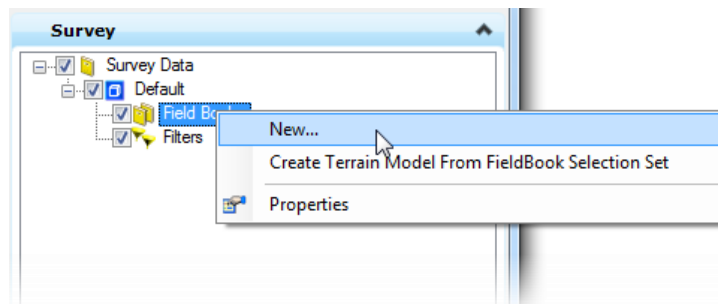 Survey
Survey Data
Default
Field
Filters
New...
Create Terrain Model From FieldBook Selection Set
Properties